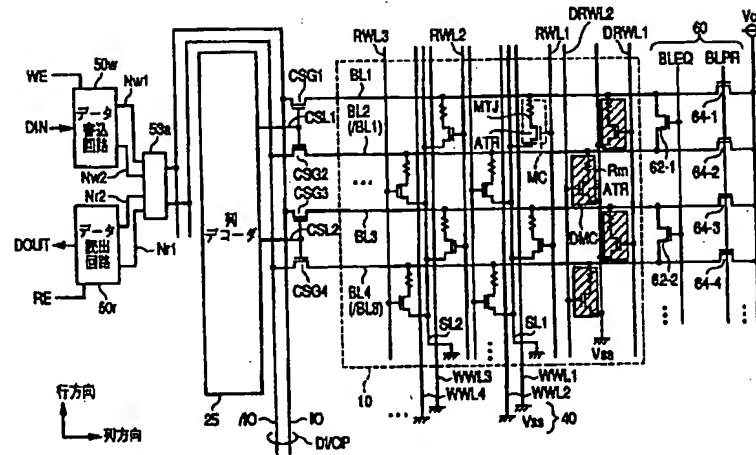 WE
50w
Nw1
DIN
データ
書込
回路
53a
Nw2
Nr2
DOUT
データ
読出
回路
Nr1
RE
50r
列
デコーダ
25
CSG1
CSL1
CSG2
CSG3
CSL2
CSG4
/IO
IO
DI/OP
行方向
列方向
RWL3
RWL2
RWL1
DRWL2
DRWL1
60
BLEQ
BLPR
BL1
BL2
(/BL1)
BL3
BL4
(/BL3)
MTJ
ATR
MC
Rm
ATR
DMC
62-1
62-2
64-1
64-2
64-3
64-4
SL2
SL1
Vss
10
WWL3
WWL4
WWL1
WWL2
Vss
40